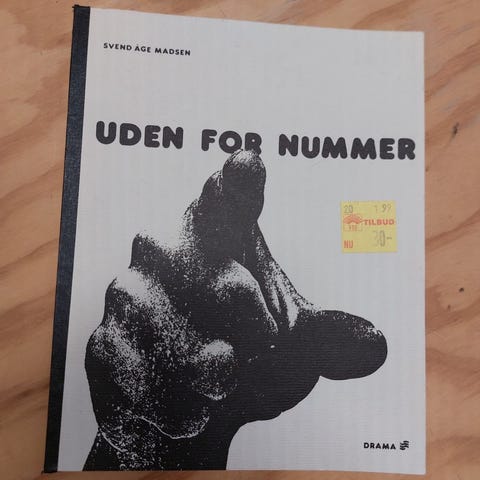 SVEND ÅGE MADSEN
UDEN FOR NUMMER
TILBUD
NU 30-
DRAMA